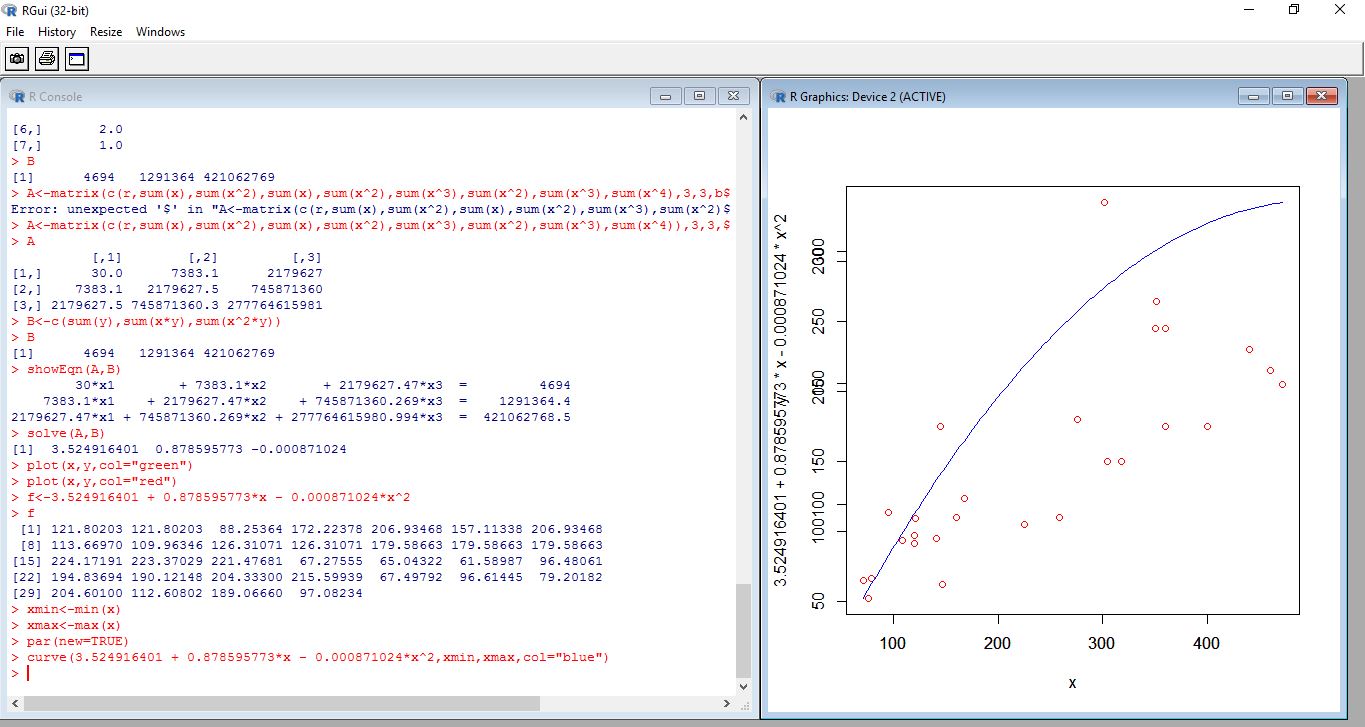 RGui (32-bit)
File History Resize Windows
R Console
[6,] 2.0
[7,] 1.0
> B
[1] 4694 1291364 421062769
> A<-matrix(c(r,sum(x),sum(x^2),sum(x),sum(x^2),sum(x^3),sum(x^2),sum(x^3),sum(x^4),3,3,b$
Error: unexpected '$' in "A<-matrix(c(r,sum(x),sum(x^2),sum(x),sum(x^2),sum(x^3),sum(x^2)$
> A<-matrix(c(r,sum(x),sum(x^2),sum(x),sum(x^2),sum(x^3),sum(x^2),sum(x^3),sum(x^4)),3,3,$
> A
[,1] [,2] [,3]
[1,] 30.0 7383.1 2179627
[2,] 7383.1 2179627.5 745871360
[3,] 2179627.5 745871360.3 277764615981
> B<-c(sum(y),sum(x*y),sum(x^2*y))
> B
[1] 4694 1291364 421062769
> showEqn(A,B)
30*x1 + 7383.1*x2 + 2179627.47*x3 = 4694
7383.1*x1 + 2179627.47*x2 + 745871360.269*x3 = 1291364.4
2179627.47*x1 + 745871360.269*x2 + 277764615980.994*x3 = 421062768.5
> solve(A,B)
[1] 3.524916401 0.878595773 -0.000871024
> plot(x,y,col="green")
> plot(x,y,col="red")
> f<-3.524916401 + 0.878595773*x - 0.000871024*x^2
> f
[1] 121.80203 121.80203 88.25364 172.22378 206.93468 157.11338 206.93468
[8] 113.66970 109.96346 126.31071 126.31071 179.58663 179.58663 179.58663
[15] 224.17191 223.37029 221.47681 67.27555 65.04322 61.58987 96.48061
[22] 194.83694 190.12148 204.33300 215.59939 67.49792 96.61445 79.20182
[29] 204.60100 112.60802 189.06660 97.08234
> xmin<-min(x)
> xmax<-max(x)
> par(new=TRUE)
> curve(3.524916401 + 0.878595773*x - 0.000871024*x^2,xmin,xmax,col="blue")
>
R Graphics: Device 2 (ACTIVE)
250
150
100
50
100 200 300 400
x